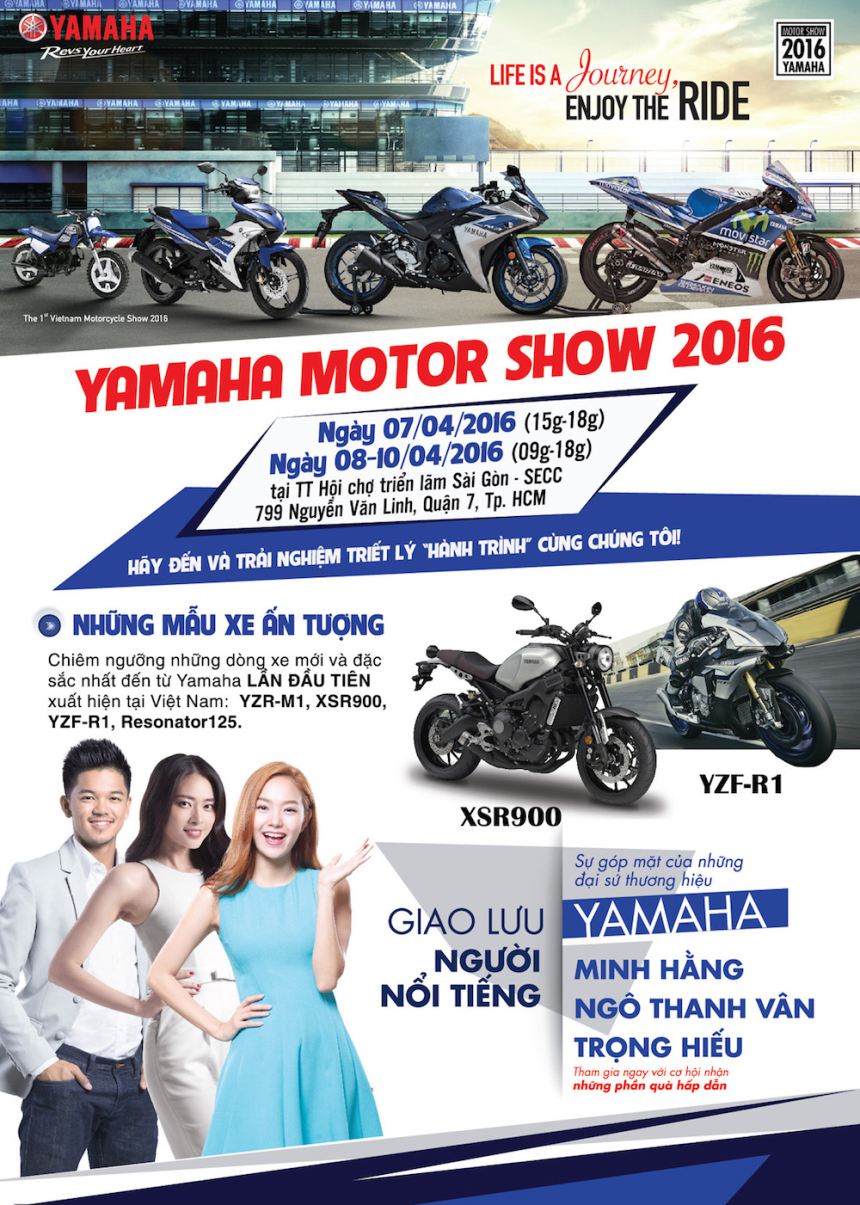 YAMAHA
Revs Your Heart
MOTOR SHOW
2016
YAMAHA
LIFE IS A Journey,
ENJOY THE RIDE
YAMAHA
movistar
YAMAHA
MONSTER
YAMAHA
ENEOS
The 1st Vietnam Motorcycle Show 2016
YAMAHA MOTOR SHOW 2016
Ngày 07/04/2016 (15g-18g)
Ngày 08-10/04/2016 (09g-18g)
tại TT Hội chợ triển lãm Sài Gòn - SECC
799 Nguyễn Văn Linh, Quận 7, Tp. HCM
HÃY ĐẾN VÀ TRẢI NGHIỆM TRIẾT LÝ "HÀNH TRÌNH" CÙNG CHÚNG TÔI!
NHỮNG MẪU XE ẤN TƯỢNG
Chiêm ngưỡng những dòng xe mới và đặc
sắc nhất đến từ Yamaha LẦN ĐẦU TIÊN
xuất hiện tại Việt Nam: YZR-M1, XSR900,
YZF-R1, Resonator125.
YAMAHA
YZF-R1
XSR900
GIAO LƯU
NGƯỜI
NỔI TIẾNG
Sự góp mặt của những
đại sứ thương hiệu
YAMAHA
MINH HẰNG
NGÔ THANH VÂN
TRỌNG HIẾU
Tham gia ngay với cơ hội nhận
những phần quà hấp dẫn